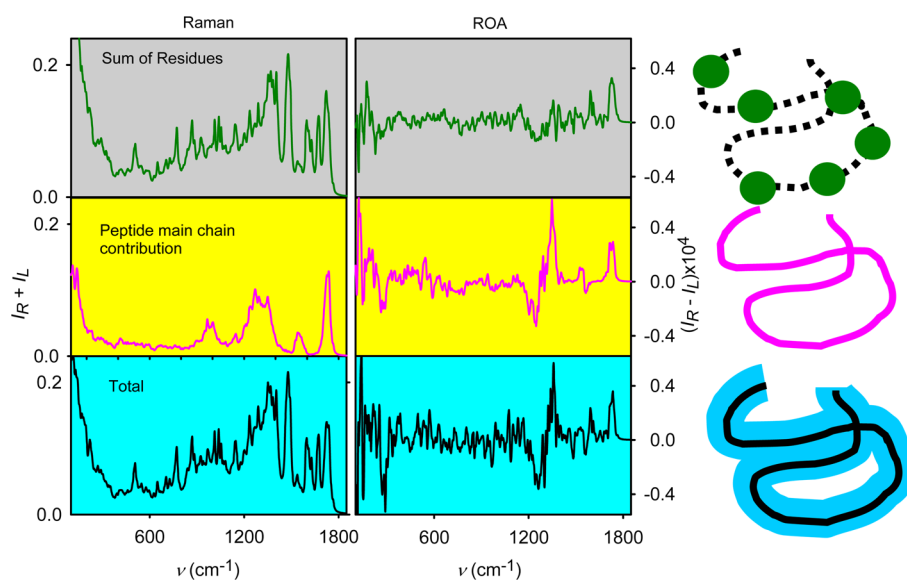 Raman
ROA
Sum of Residues
0.2
0.0
0.4
0.0
-0.4
Peptide main chain
contribution
0.2
0.0
0.4
0.0
-0.4
Total
0.2
0.0
0.4
0.0
-0.4
I_R + I_L
(I_R - I_L)×10^4
600 1200 1800
600 1200 1800
ν (cm⁻¹)
ν (cm⁻¹)